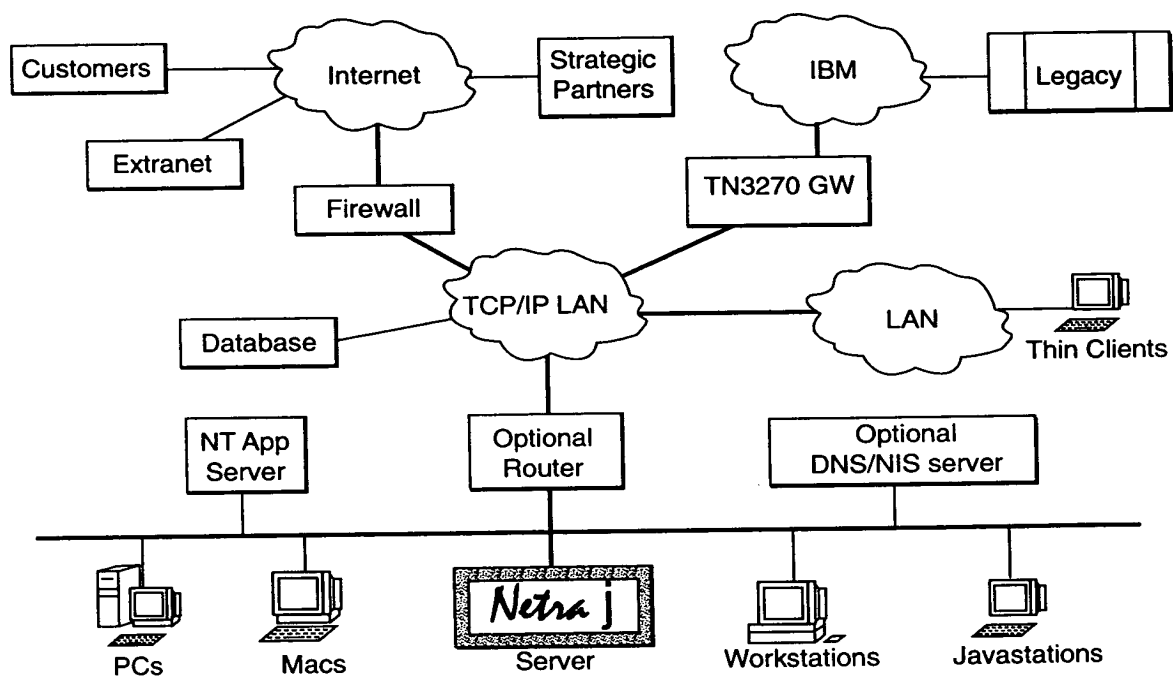 Customers
Internet
Strategic
Partners
IBM
Legacy
Extranet
TN3270 GW
Firewall
TCP/IP LAN
LAN
Database
Thin Clients
NT App
Server
Optional
Router
Optional
DNS/NIS server
Netra j
PCs
Macs
Server
Workstations
Javastations